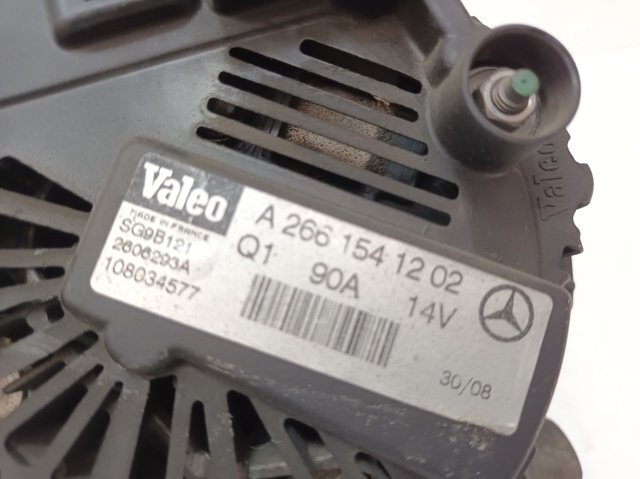 Valeo
MADE IN FRANCE
SG9B121
2606293A
108034577
A 266 154 12 02
Q1 90A 14V
30/08
Valeo